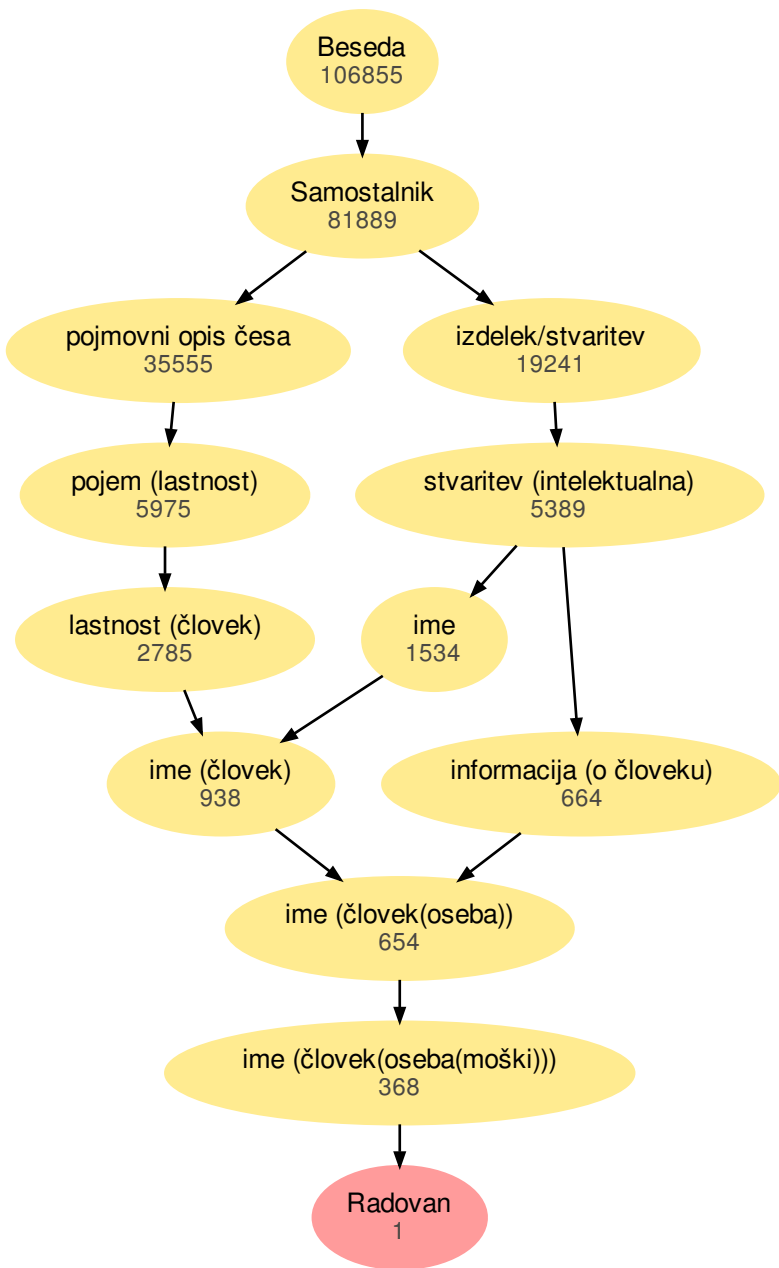 Beseda
106855
Samostalnik
81889
pojmovni opis česa
35555
izdelek/stvaritev
19241
pojem (lastnost)
5975
stvaritev (intelektualna)
5389
lastnost (človek)
2785
ime
1534
ime (človek)
938
informacija (o človeku)
664
ime (človek(oseba))
654
ime (človek(oseba(moški)))
368
Radovan
1